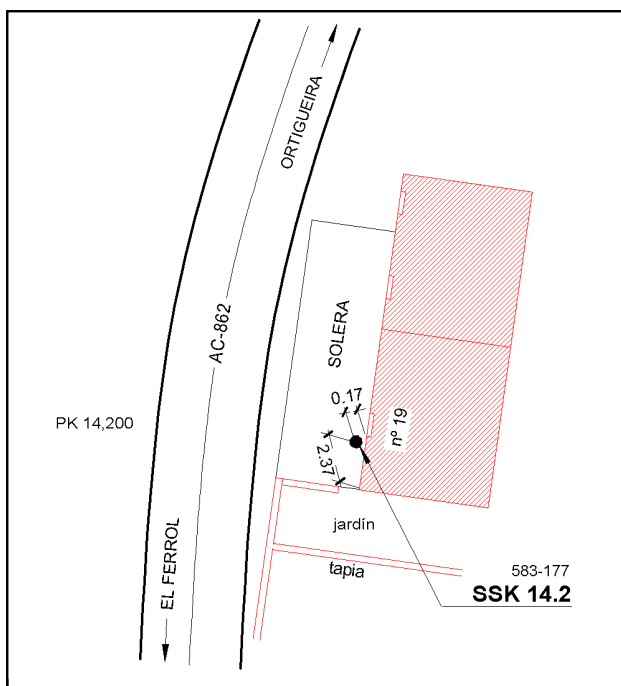 ORTIGUEIRA
AC-862
SOLERA
0.17
nº 19
PK 14,200
2.37
jardín
tapia
583-177
SSK 14.2
EL FERROL